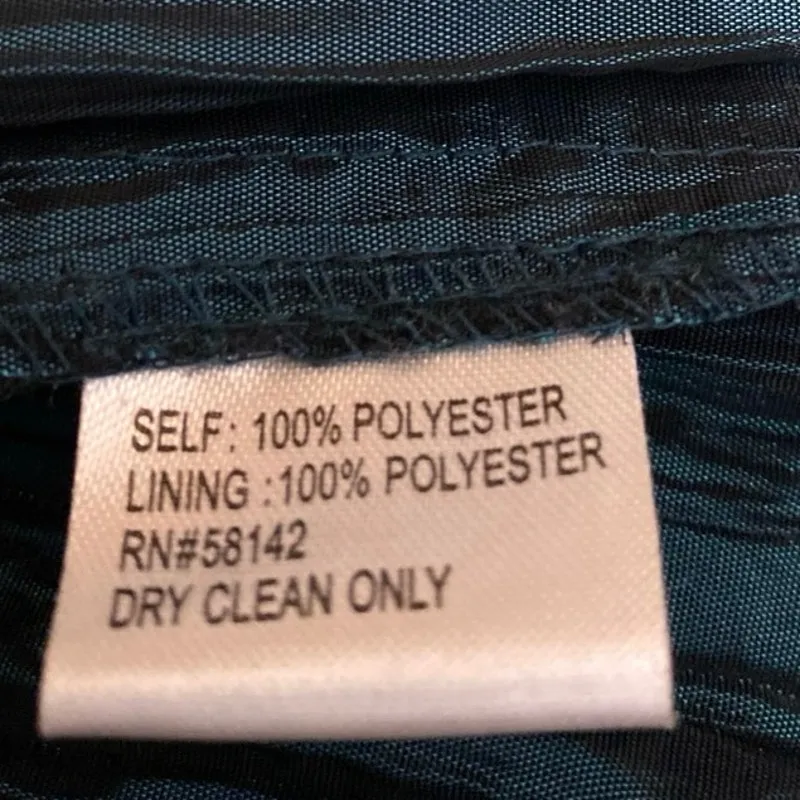 SELF: 100% POLYESTER
LINING :100% POLYESTER
RN#58142
DRY CLEAN ONLY